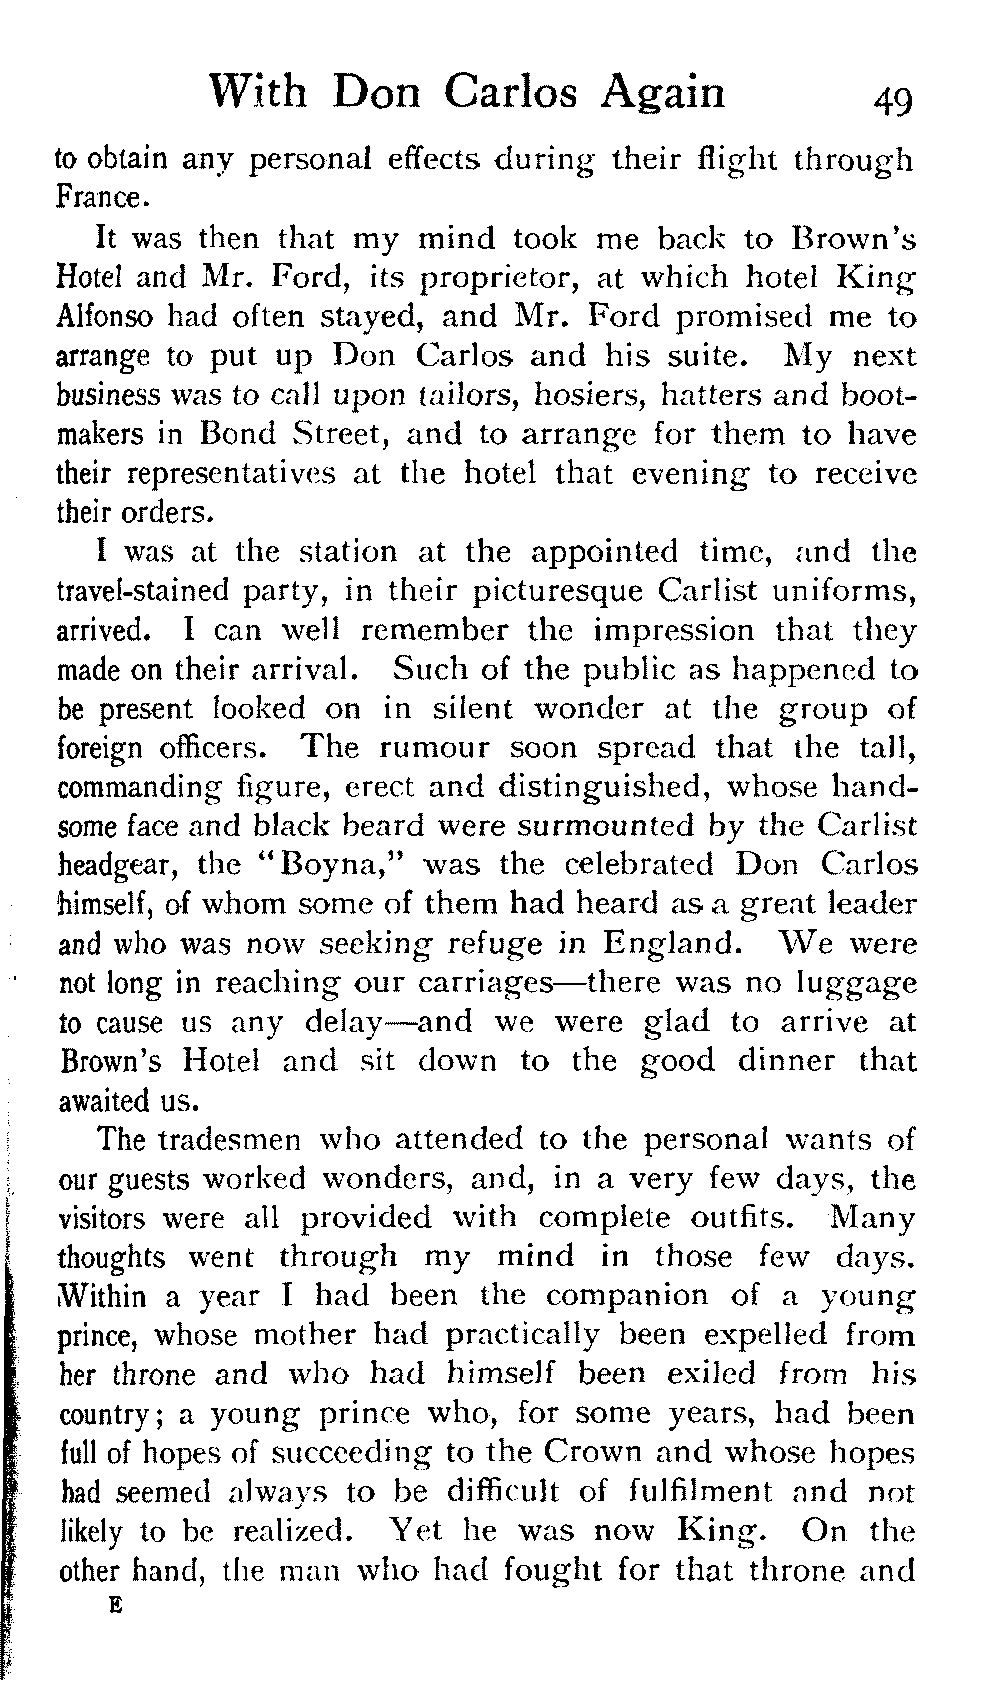 With Don Carlos Again 49
to obtain any personal effects during their flight through
France.
It was then that my mind took me back to Brown's
Hotel and Mr. Ford, its proprietor, at which hotel King
Alfonso had often stayed, and Mr. Ford promised me to
arrange to put up Don Carlos and his suite. My next
business was to call upon tailors, hosiers, hatters and boot-
makers in Bond Street, and to arrange for them to have
their representatives at the hotel that evening to receive
their orders.
I was at the station at the appointed time, and the
travel-stained party, in their picturesque Carlist uniforms,
arrived. I can well remember the impression that they
made on their arrival. Such of the public as happened to
be present looked on in silent wonder at the group of
foreign officers. The rumour soon spread that the tall,
commanding figure, erect and distinguished, whose hand-
some face and black beard were surmounted by the Carlist
headgear, the "Boyna," was the celebrated Don Carlos
himself, of whom some of them had heard as a great leader
and who was now seeking refuge in England. We were
not long in reaching our carriages—there was no luggage
to cause us any delay—and we were glad to arrive at
Brown's Hotel and sit down to the good dinner that
awaited us.
The tradesmen who attended to the personal wants of
our guests worked wonders, and, in a very few days, the
visitors were all provided with complete outfits. Many
thoughts went through my mind in those few days.
Within a year I had been the companion of a young
prince, whose mother had practically been expelled from
her throne and who had himself been exiled from his
country; a young prince who, for some years, had been
full of hopes of succeeding to the Crown and whose hopes
had seemed always to be difficult of fulfilment and not
likely to be realized. Yet he was now King. On the
other hand, the man who had fought for that throne and
E